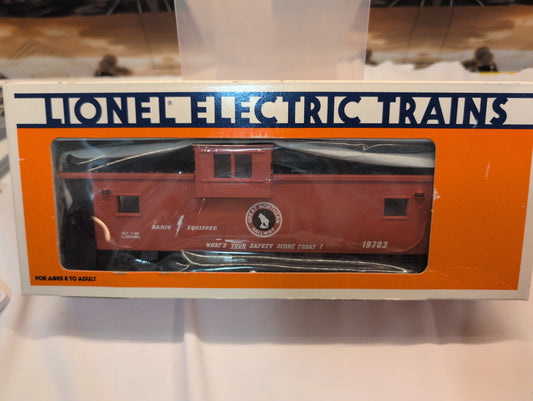 LIONEL® ELECTRIC TRAINS
RADIO EQUIPPED
GREAT NORTHERN RAILWAY
WHAT'S YOUR SAFETY SCORE TODAY ?
19703
FOR AGES 8 TO ADULT